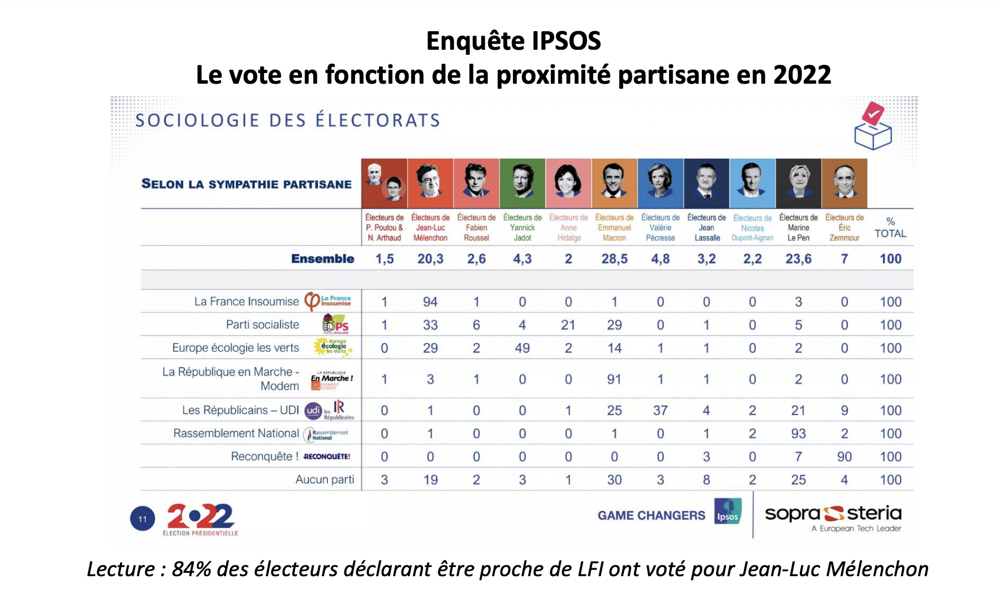 Enquête IPSOS
Le vote en fonction de la proximité partisane en 2022
SOCIOLOGIE DES ÉLECTORATS
SELON LA SYMPATHIE PARTISANE
Électeurs de P. Poutou & N. Arthaud
Électeurs de Jean-Luc Mélenchon
Électeurs de Fabien Roussel
Électeurs de Yannick Jadot
Électeurs de Anne Hidalgo
Électeurs de Emmanuel Macron
Électeurs de Valérie Pécresse
Électeurs de Jean Lassalle
Électeurs de Nicolas Dupont-Aignan
Électeurs de Marine Le Pen
Électeurs de Éric Zemmour
% TOTAL
Ensemble 1,5 20,3 2,6 4,3 2 28,5 4,8 3,2 2,2 23,6 7 100
La France Insoumise La France insoumise 1 94 1 0 0 1 0 0 0 3 0 100
Parti socialiste PS 1 33 6 4 21 29 0 1 0 5 0 100
Europe écologie les verts europe écologie les verts 0 29 2 49 2 14 1 1 0 2 0 100
La République en Marche -
Modem LA RÉPUBLIQUE En Marche ! MOUVEMENT DÉMOCRATE 1 3 1 0 0 91 1 1 0 2 0 100
Les Républicains – UDI udi les Républicains 0 1 0 0 1 25 37 4 2 21 9 100
Rassemblement National Rassemblement National 0 1 0 0 0 1 0 1 2 93 2 100
Reconquête ! RECONQUÊTE! 0 0 0 0 0 0 0 3 0 7 90 100
Aucun parti 3 19 2 3 1 30 3 8 2 25 4 100
11
2022
ÉLECTION PRÉSIDENTIELLE
GAME CHANGERS Ipsos
sopra steria
A European Tech Leader
Lecture : 84% des électeurs déclarant être proche de LFI ont voté pour Jean-Luc Mélenchon